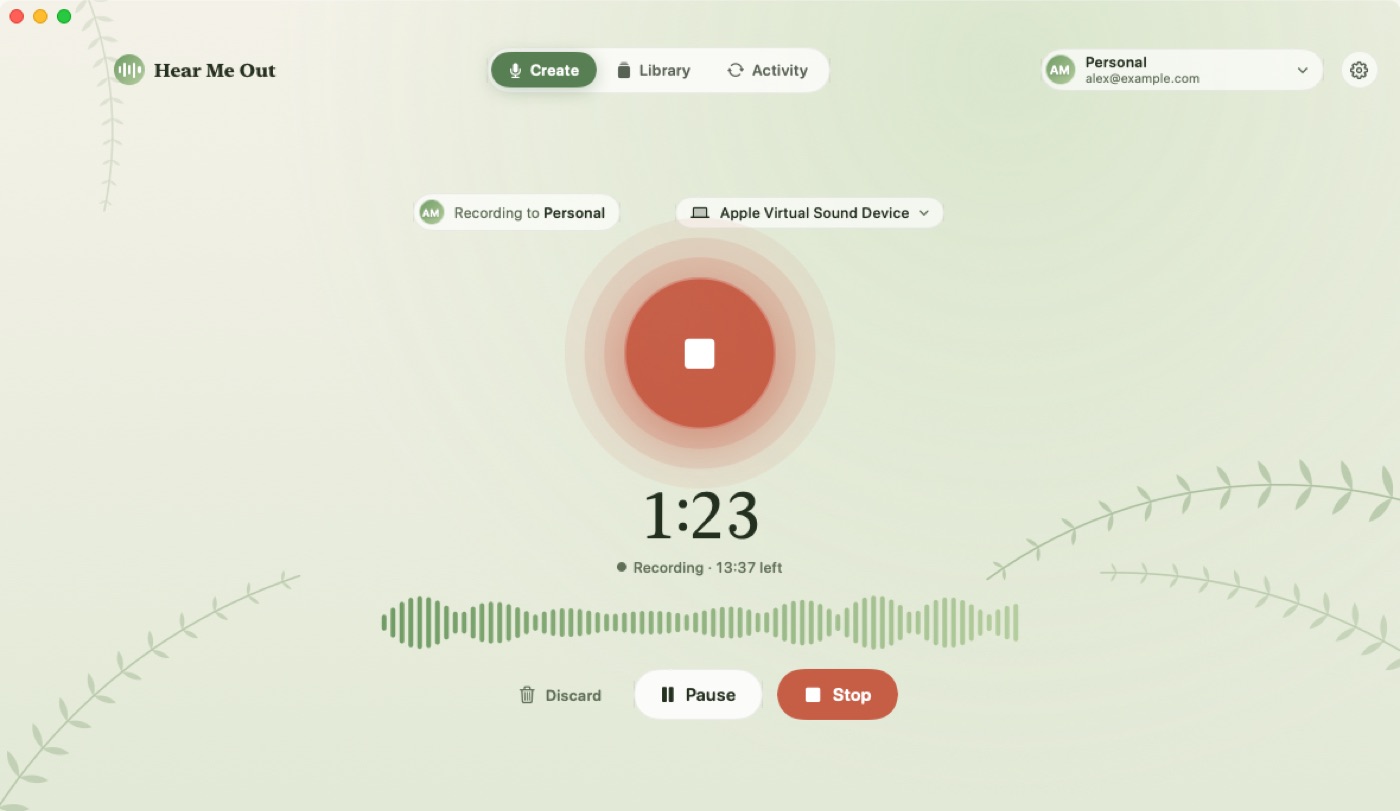 Hear Me Out
Create
Library
Activity
AM
Personal
alex@example.com
AM
Recording to Personal
Apple Virtual Sound Device
1:23
Recording · 13:37 left
Discard
Pause
Stop